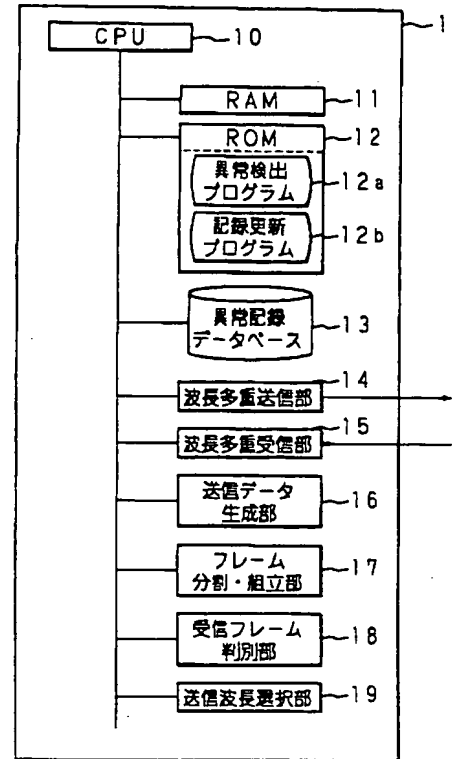 1
CPU 10
RAM 11
ROM 12
異常検出
プログラム 12a
記録更新
プログラム 12b
異常記録
データベース 13
14
波長多重送信部
15
波長多重受信部
送信データ
生成部 16
フレーム
分割・組立部 17
受信フレーム
判別部 18
送信波長選択部 19